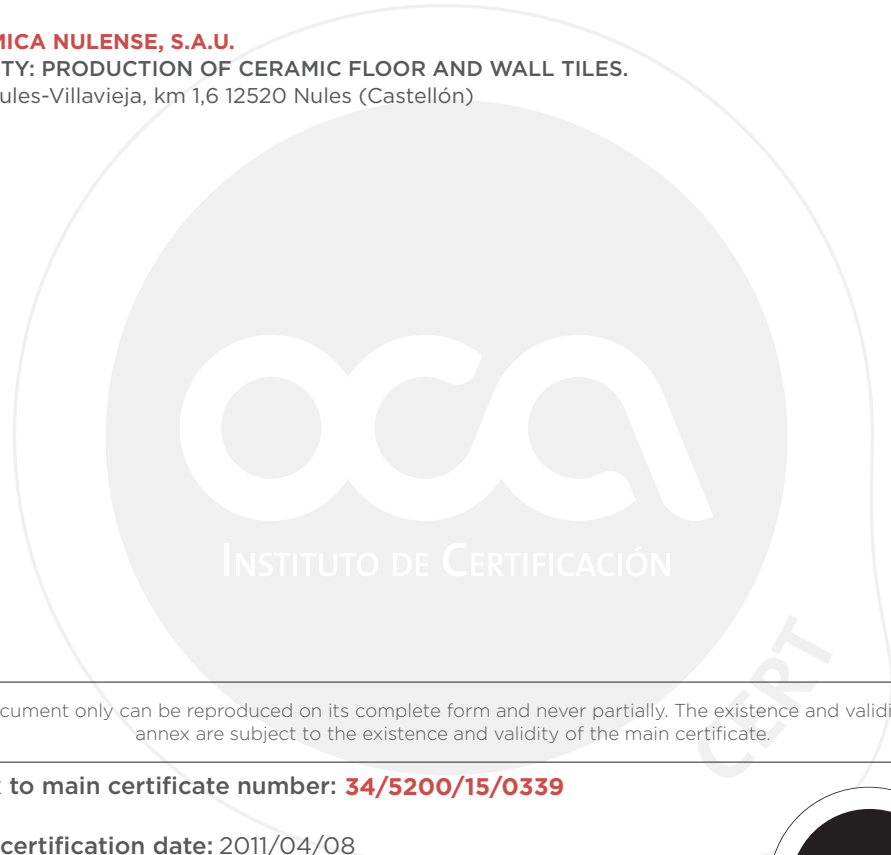 MICA NULENSE, S.A.U.
TY: PRODUCTION OF CERAMIC FLOOR AND WALL TILES.
ules-Villavieja, km 1,6 12520 Nules (Castellón)
oca
INSTITUTO DE CERTIFICACIÓN
CERT
cument only can be reproduced on its complete form and never partially. The existence and validi
annex are subject to the existence and validity of the main certificate.
to main certificate number: 34/5200/15/0339
certification date: 2011/04/08